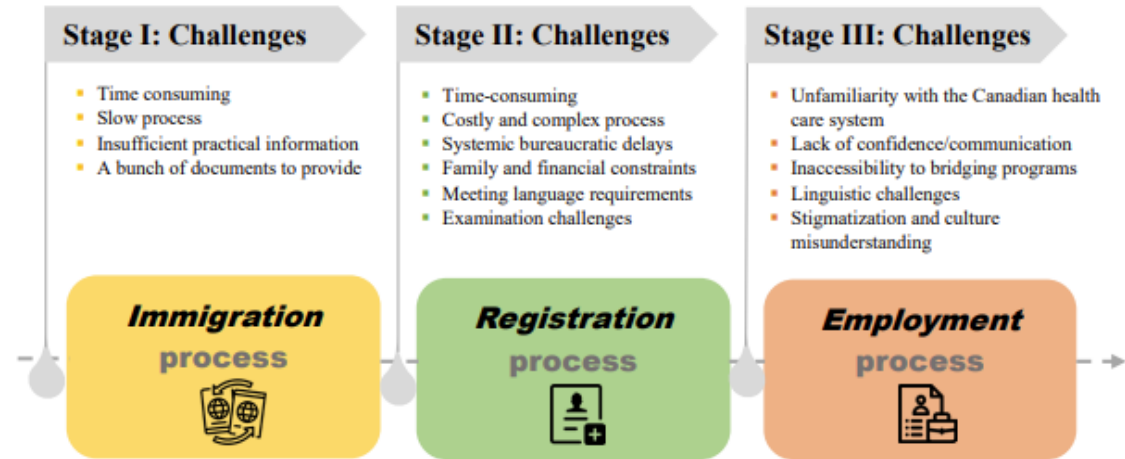 Stage I: Challenges
Time consuming
Slow process
Insufficient practical information
A bunch of documents to provide
Immigration
process
Stage II: Challenges
Time-consuming
Costly and complex process
Systemic bureaucratic delays
Family and financial constraints
Meeting language requirements
Examination challenges
Registration
process
Stage III: Challenges
Unfamiliarity with the Canadian health
care system
Lack of confidence/communication
Inaccessibility to bridging programs
Linguistic challenges
Stigmatization and culture
misunderstanding
Employment
process